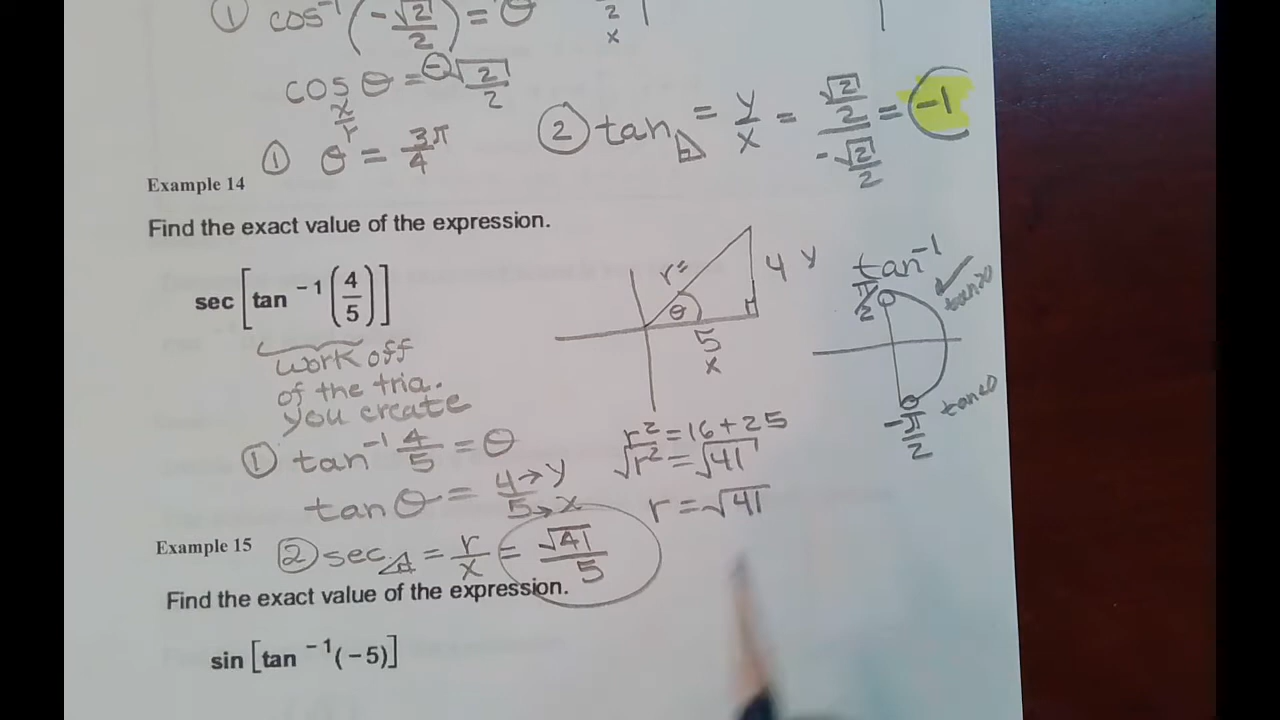 ① cos⁻¹(-√2/2) = θ
2
x
cos θ = -√2/2
x/r
② tan = y/x = √2/2 / -√2/2 = -1
① θ = 3π/4
Example 14
Find the exact value of the expression.
sec [tan⁻¹(4/5)]
work off
of the tria.
you create
① tan⁻¹ 4/5 = θ
tan θ = 4→y / 5→x
② sec = r/x = √41/5
r=
θ
4 y
5
x
r² = 16 + 25
√r² = √41
r = √41
tan⁻¹
π/2
tan>0
tan<0
-π/2
Example 15
Find the exact value of the expression.
sin [tan⁻¹(-5)]